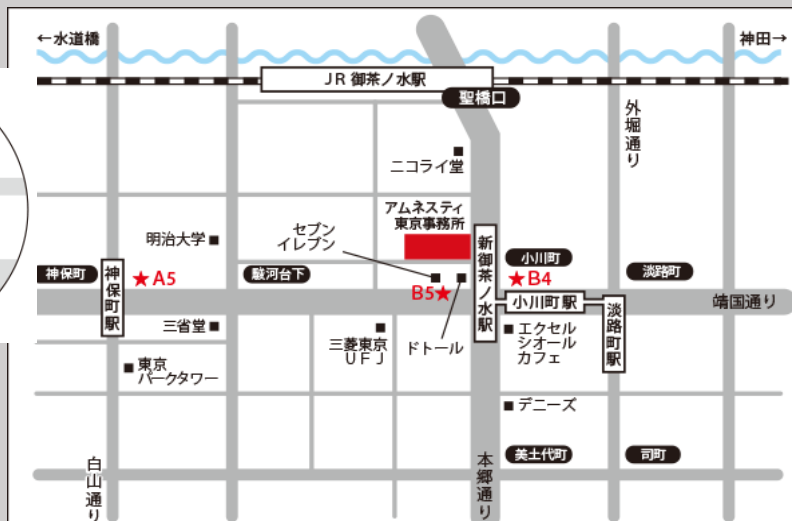 ←水道橋
神田→
JR 御茶ノ水駅
聖橋口
外堀通り
ニコライ堂
アムネスティ
東京事務所
セブン
イレブン
明治大学
新御茶ノ水駅
小川町
神保町
神保町駅
★A5
駿河台下
B5★
★B4
淡路町
小川町駅
靖国通り
淡路町駅
三省堂
三菱東京
UFJ
ドトール
エクセル
シオール
カフェ
東京
パークタワー
デニーズ
白山通り
本郷通り
美土代町
司町